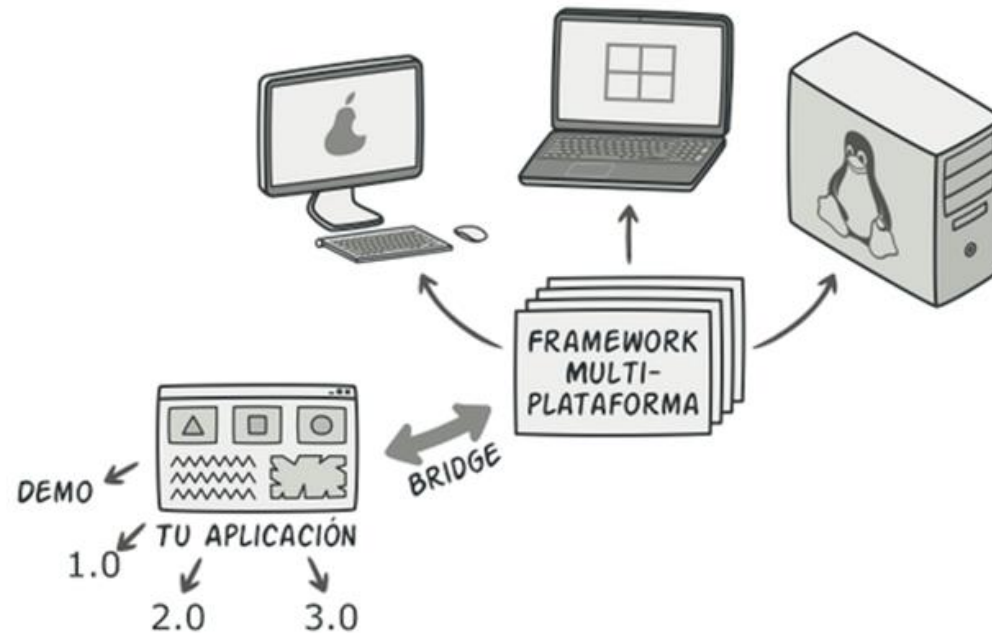 FRAMEWORK
MULTI-
PLATAFORMA
BRIDGE
DEMO
TU APLICACIÓN
1.0
2.0
3.0